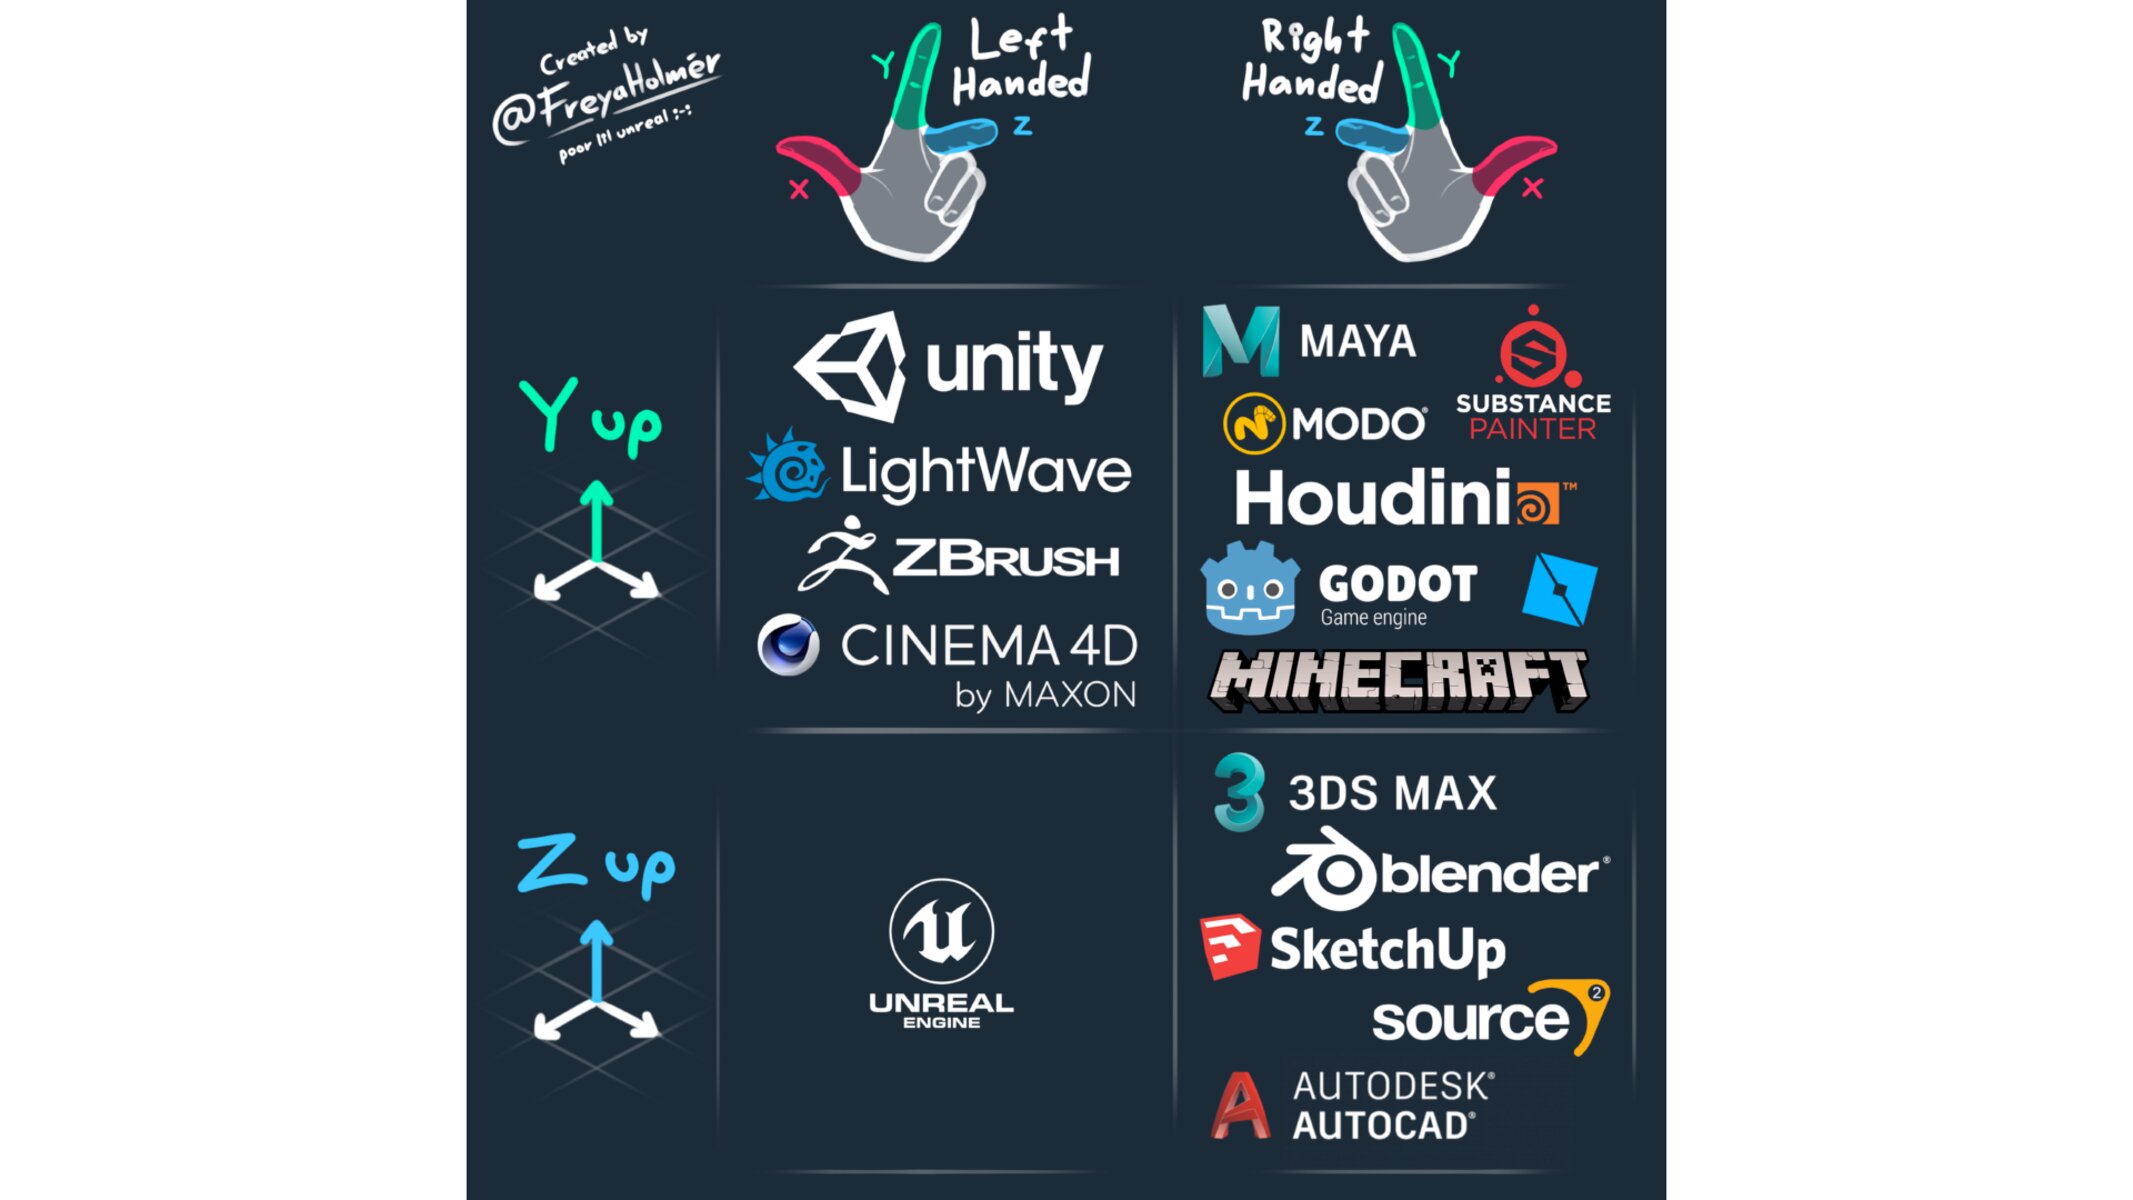 Created by
@FreyaHolmér
poor lil unreal ;-;
Left
Handed
Y
Z
X
Right
Handed
Y
Z
X
Y up
unity
LightWave
ZBRUSH
CINEMA 4D
by MAXON
MAYA
SUBSTANCE
PAINTER
MODO®
Houdini™
GODOT
Game engine
MINECRAFT
Z up
UNREAL
ENGINE
3DS MAX
blender®
SketchUp
source 2
AUTODESK®
AUTOCAD®